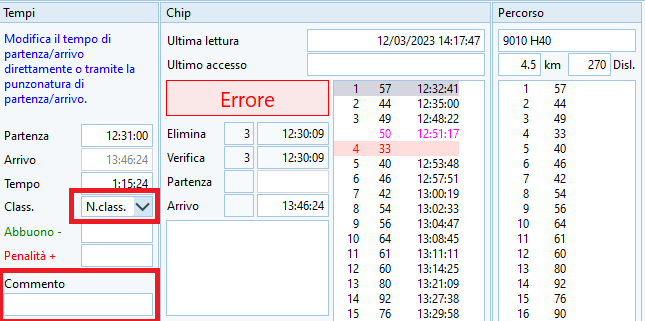 Tempi
Modifica il tempo di
partenza/arrivo
direttamente o tramite la
punzonatura di
partenza/arrivo.
Partenza 12:31:00
Arrivo 13:46:24
Tempo 1:15:24
Class. N.class.
Abbuono -
Penalità +
Commento
Chip
Ultima lettura 12/03/2023 14:17:47
Ultimo accesso
Errore
Elimina 3 12:30:09
Verifica 3 12:30:09
Partenza
Arrivo 13:46:24
1 57 12:32:41
2 44 12:35:00
3 49 12:48:22
50 12:51:17
4 33
5 40 12:53:48
6 46 12:57:51
7 42 13:00:19
8 54 13:02:33
9 56 13:04:47
10 64 13:08:45
11 61 13:11:11
12 60 13:14:25
13 80 13:21:09
14 92 13:27:38
15 76 13:29:58
Percorso
9010 H40
4.5 km 270 Disl.
1 57
2 44
3 49
4 33
5 40
6 46
7 42
8 54
9 56
10 64
11 61
12 60
13 80
14 92
15 76
16 90